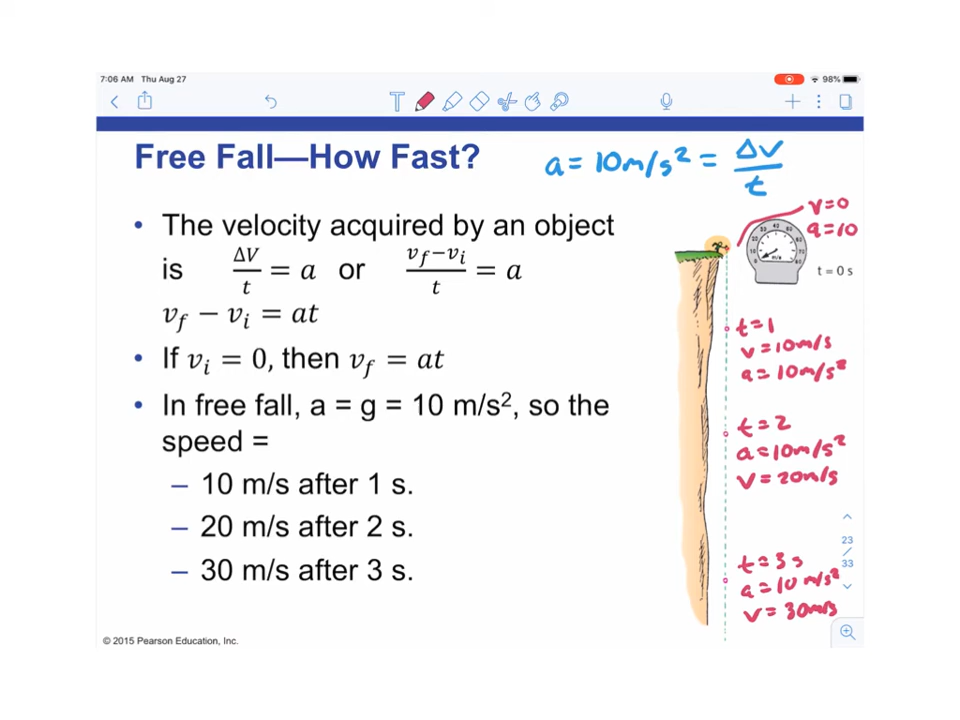 7:06 AM Thu Aug 27
98%
T
Free Fall—How Fast?
a = 10m/s² = ΔV/t
• The velocity acquired by an object
is ΔV/t = a or (v_f−v_i)/t = a
v_f − v_i = at
• If v_i = 0, then v_f = at
• In free fall, a = g = 10 m/s², so the
speed =
– 10 m/s after 1 s.
– 20 m/s after 2 s.
– 30 m/s after 3 s.
v=0
a=10
m/s
t = 0 s
t=1
v=10m/s
a=10m/s²
t=2
a=10m/s²
v=20m/s
t=3s
a=10 m/s²
v=30m/s
23
/
33
© 2015 Pearson Education, Inc.